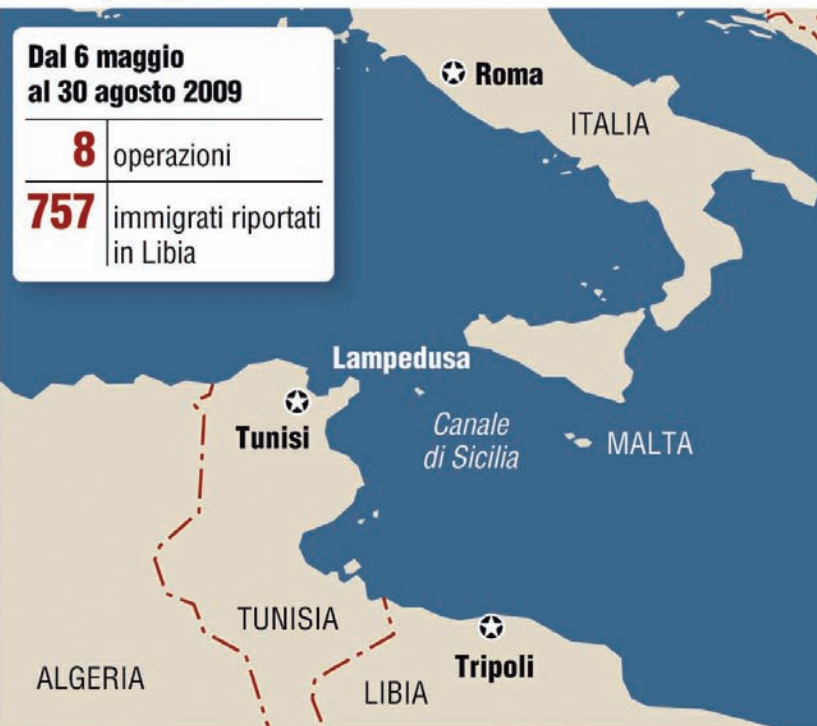 Dal 6 maggio
al 30 agosto 2009
8 operazioni
757 immigrati riportati
in Libia
Roma
ITALIA
Lampedusa
Tunisi
Canale
di Sicilia
MALTA
TUNISIA
Tripoli
ALGERIA
LIBIA